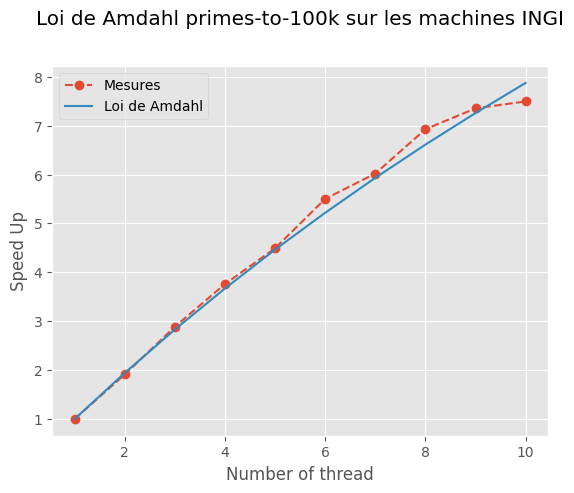 Loi de Amdahl primes-to-100k sur les machines INGI
Mesures
Loi de Amdahl
8
7
6
5
4
3
2
1
Speed Up
2 4 6 8 10
Number of thread